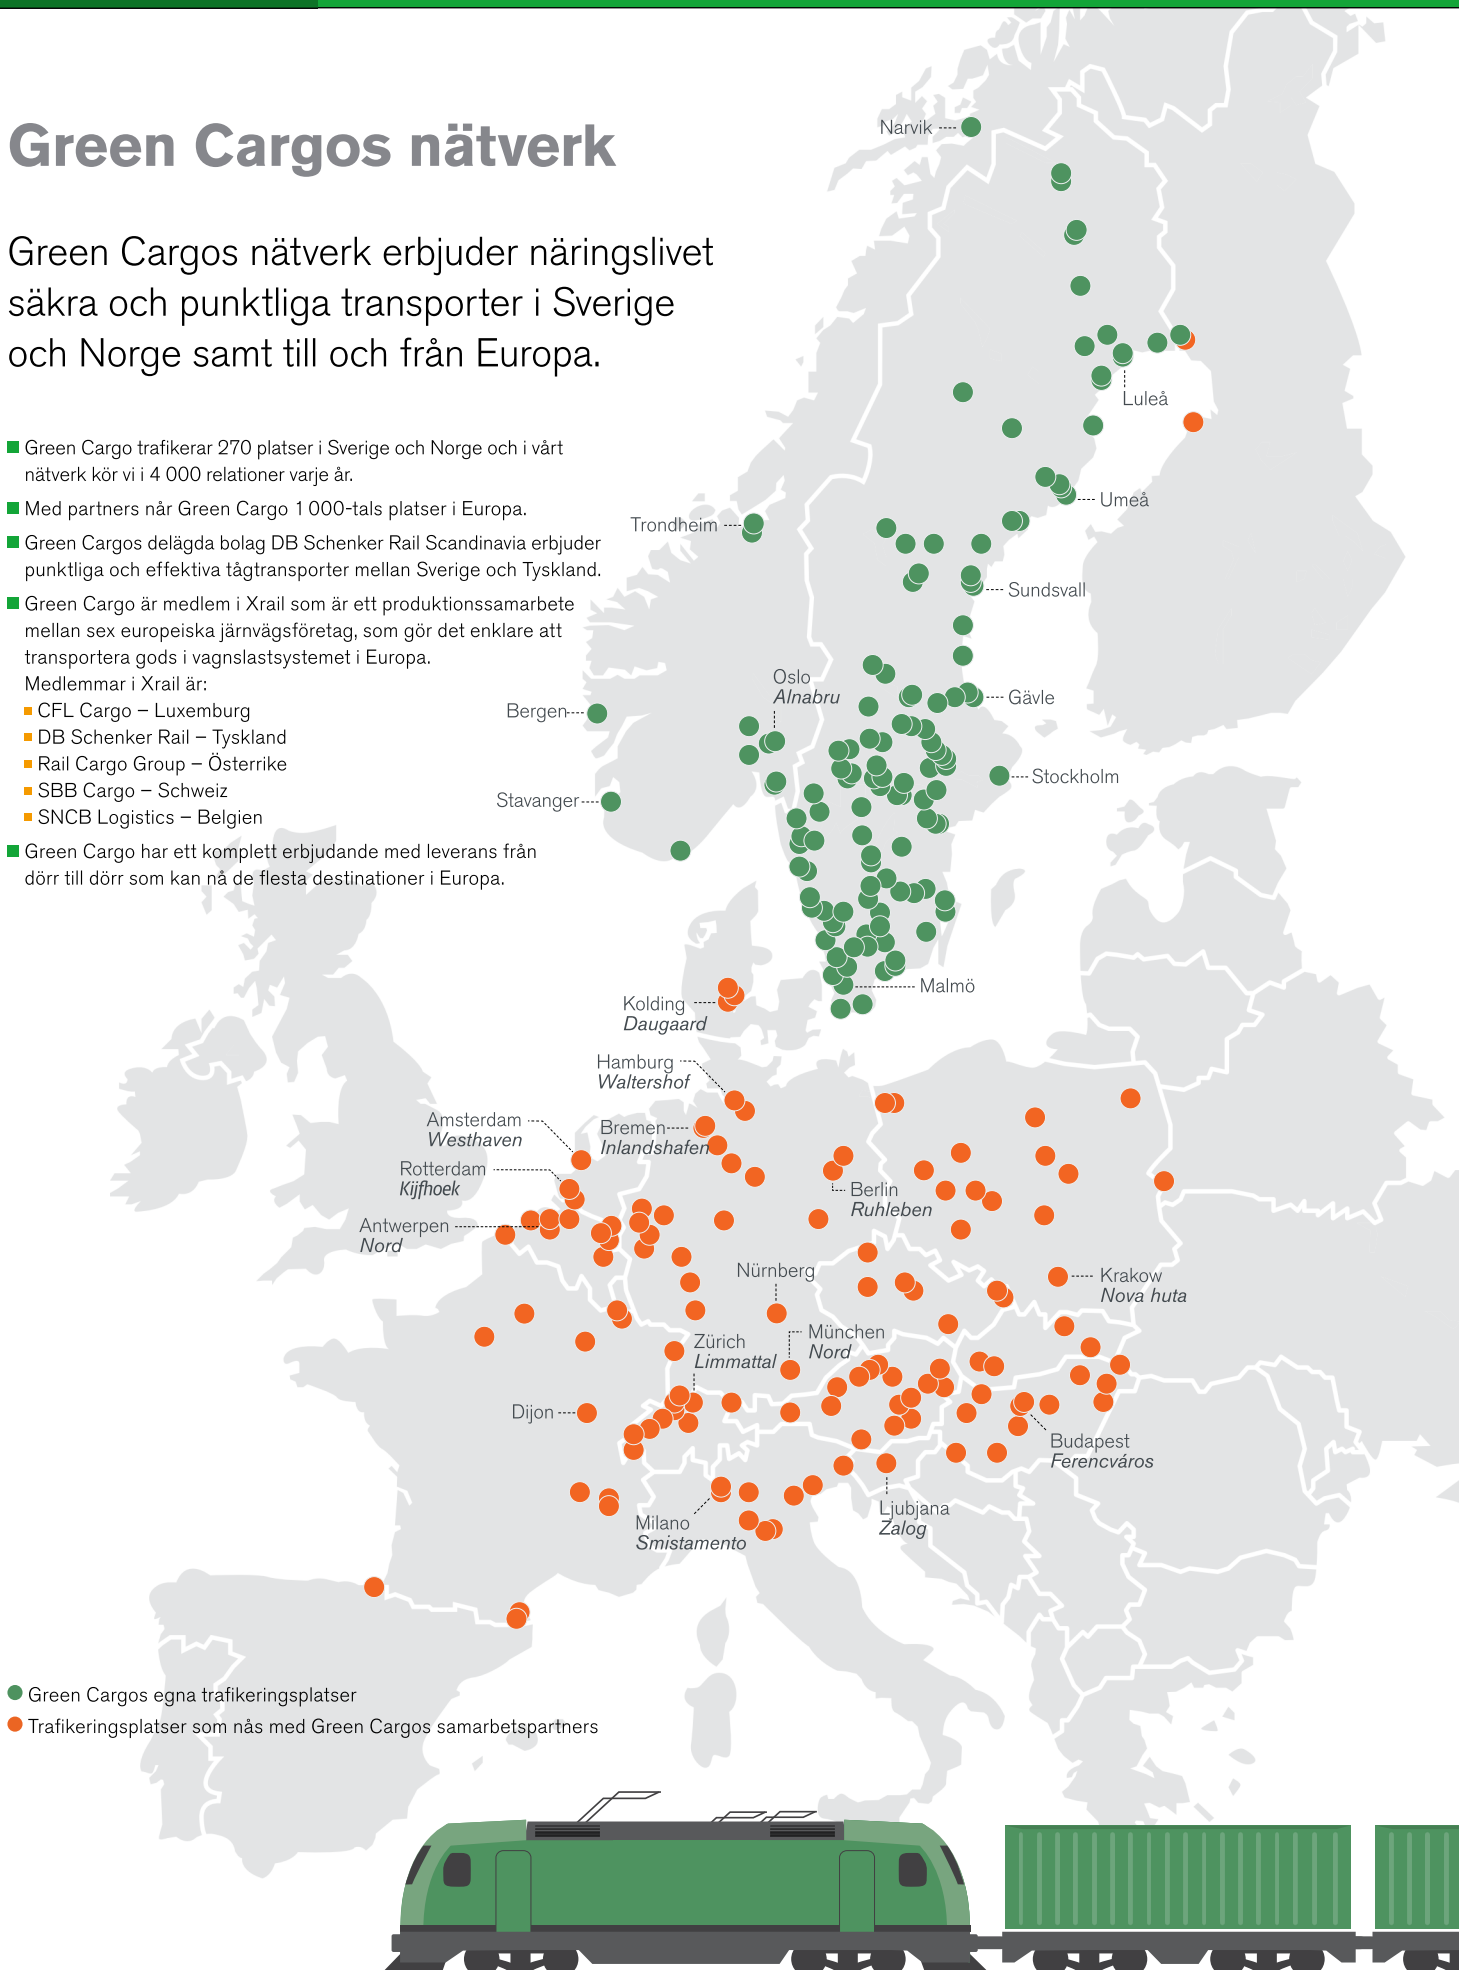 Green Cargos nätverk
Green Cargos nätverk erbjuder näringslivet
säkra och punktliga transporter i Sverige
och Norge samt till och från Europa.
Green Cargo trafikerar 270 platser i Sverige och Norge och i vårt
nätverk kör vi i 4 000 relationer varje år.
Med partners når Green Cargo 1 000-tals platser i Europa.
Green Cargos delägda bolag DB Schenker Rail Scandinavia erbjuder
punktliga och effektiva tågtransporter mellan Sverige och Tyskland.
Green Cargo är medlem i Xrail som är ett produktionssamarbete
mellan sex europeiska järnvägsföretag, som gör det enklare att
transportera gods i vagnslastsystemet i Europa.
Medlemmar i Xrail är:
CFL Cargo – Luxemburg
DB Schenker Rail – Tyskland
Rail Cargo Group – Österrike
SBB Cargo – Schweiz
SNCB Logistics – Belgien
Green Cargo har ett komplett erbjudande med leverans från
dörr till dörr som kan nå de flesta destinationer i Europa.
Narvik
Luleå
Umeå
Trondheim
Sundsvall
Oslo
Alnabru
Gävle
Bergen
Stockholm
Stavanger
Malmö
Kolding
Daugaard
Hamburg
Waltershof
Amsterdam
Westhaven
Bremen
Inlandshafen
Rotterdam
Kijfhoek
Berlin
Ruhleben
Antwerpen
Nord
Nürnberg
Krakow
Nova huta
München
Nord
Zürich
Limmattal
Dijon
Budapest
Ferencváros
Ljubjana
Zalog
Milano
Smistamento
Green Cargos egna trafikeringsplatser
Trafikeringsplatser som nås med Green Cargos samarbetspartners